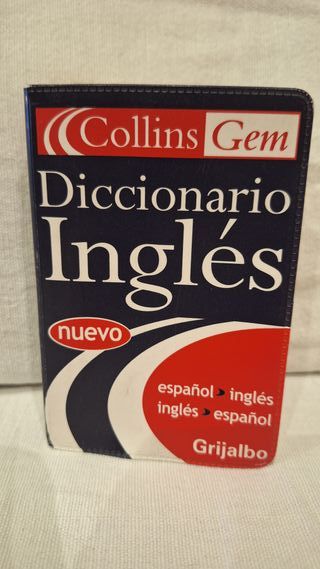 Collins Gem
Diccionario
Inglés
nuevo
español inglés
inglés español
Grijalbo